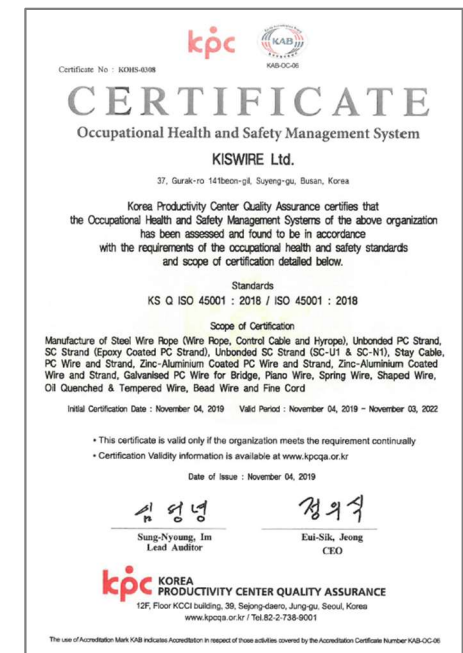 kpc
KAB
KAB-OC-06
Certificate No : KOHS-0308
CERTIFICATE
Occupational Health and Safety Management System
KISWIRE Ltd.
37, Gurak-ro 141beon-gil, Suyeng-gu, Busan, Korea
Korea Productivity Center Quality Assurance certifies that
the Occupational Health and Safety Management Systems of the above organization
has been assessed and found to be in accordance
with the requirements of the occupational health and safety standards
and scope of certification detailed below.
Standards
KS Q ISO 45001 : 2018 / ISO 45001 : 2018
Scope of Certification
Manufacture of Steel Wire Rope (Wire Rope, Control Cable and Hyrope), Unbonded PC Strand,
SC Strand (Epoxy Coated PC Strand), Unbonded SC Strand (SC-U1 & SC-N1), Stay Cable,
PC Wire and Strand, Zinc-Aluminium Coated PC Wire and Strand, Zinc-Aluminium Coated
Wire and Strand, Galvanised PC Wire for Bridge, Piano Wire, Spring Wire, Shaped Wire,
Oil Quenched & Tempered Wire, Bead Wire and Fine Cord
Initial Certification Date : November 04, 2019 Valid Period : November 04, 2019 - November 03, 2022
• This certificate is valid only if the organization meets the requirement continually
• Certification Validity information is available at www.kpcqa.or.kr
Date of Issue : November 04, 2019
정의식
Sung-Nyoung, Im
Lead Auditor
Eui-Sik, Jeong
CEO
kpc KOREA
PRODUCTIVITY CENTER QUALITY ASSURANCE
12F, Floor KCCI building, 39, Sejong-daero, Jung-gu, Seoul, Korea
www.kpcqa.or.kr / Tel.82-2-738-9001
The use of Accreditation Mark KAB indicates Accreditation in respect of those activities covered by the Accreditation Certificate Number KAB-OC-06